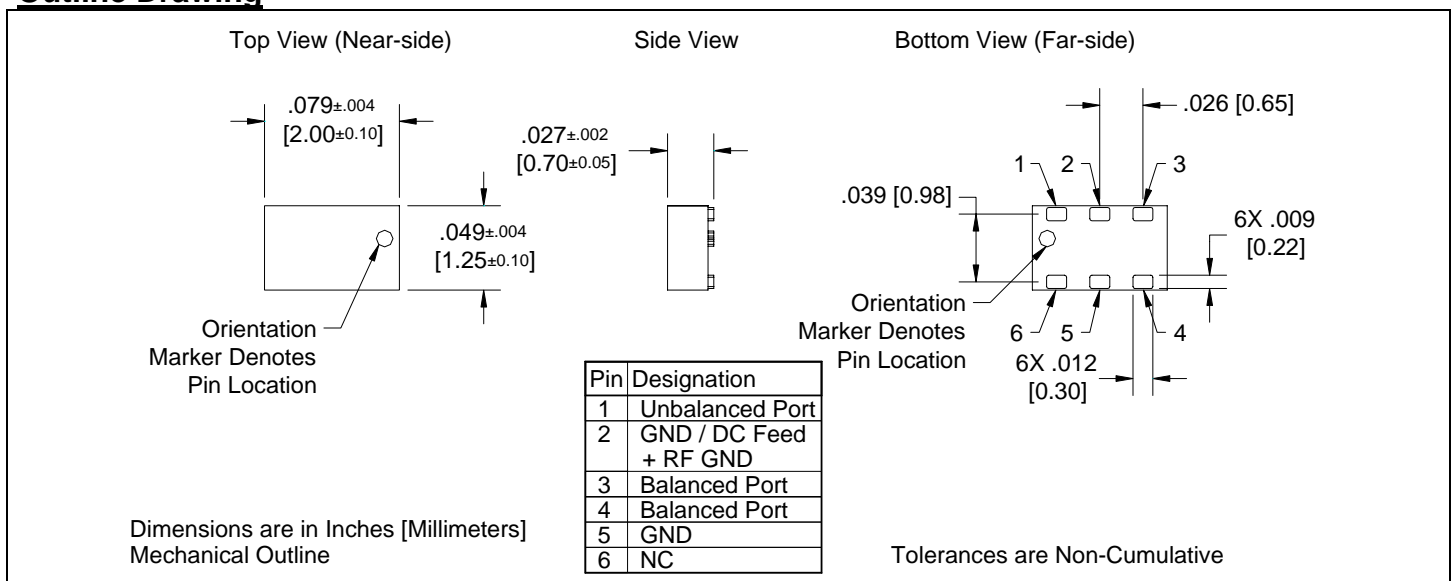 Outline Drawing
Top View (Near-side)
Side View
Bottom View (Far-side)
.079±.004
[2.00±0.10]
.049±.004
[1.25±0.10]
Orientation
Marker Denotes
Pin Location
.027±.002
[0.70±0.05]
.026 [0.65]
1
2
3
.039 [0.98]
6X .009
[0.22]
Orientation
Marker Denotes
Pin Location
6
5
4
6X .012
[0.30]
Pin Designation
1 Unbalanced Port
2 GND / DC Feed
+ RF GND
3 Balanced Port
4 Balanced Port
5 GND
6 NC
Dimensions are in Inches [Millimeters]
Mechanical Outline
Tolerances are Non-Cumulative